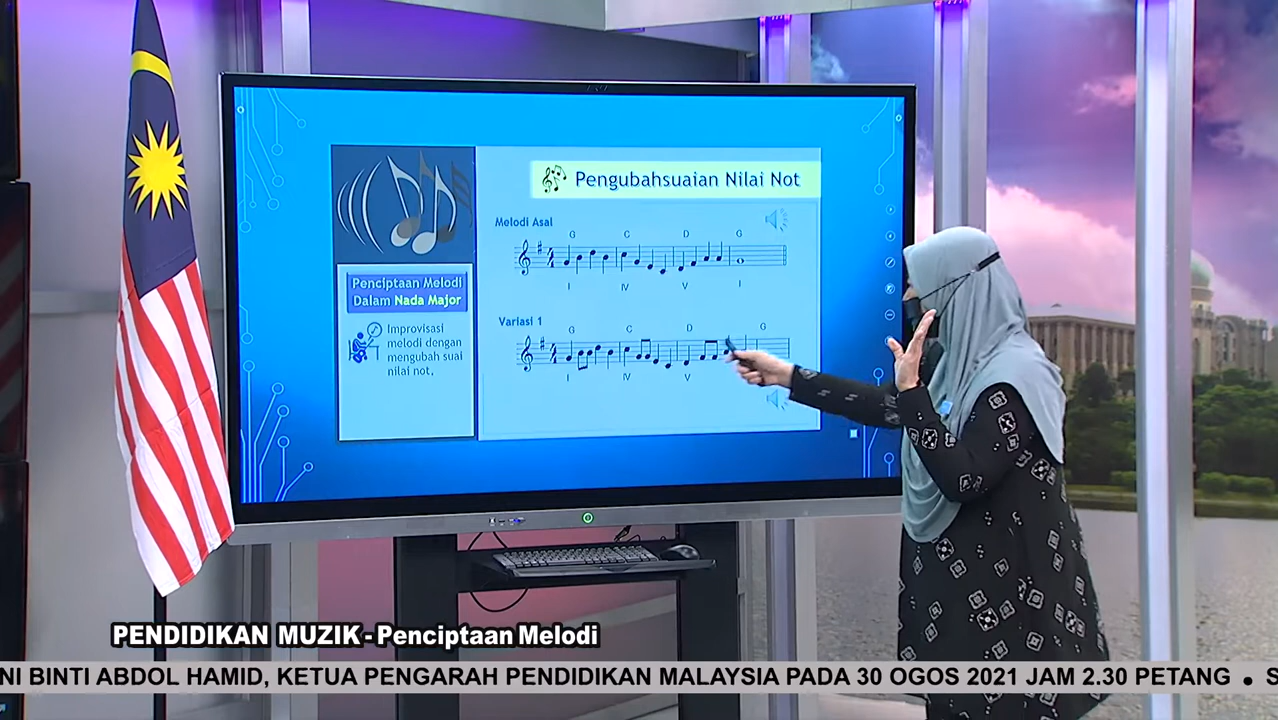 Pengubahsuaian Nilai Not
Melodi Asal
G C D G
I IV V I
Penciptaan Melodi
Dalam Nada Major
Improvisasi
melodi dengan
mengubah suai
nilai not.
Variasi 1
G C D G
I IV V
PENDIDIKAN MUZIK - Penciptaan Melodi
NI BINTI ABDOL HAMID, KETUA PENGARAH PENDIDIKAN MALAYSIA PADA 30 OGOS 2021 JAM 2.30 PETANG • S